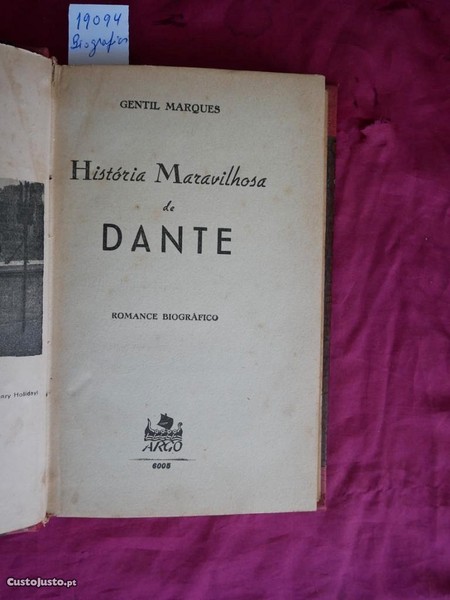 19094
Biografias
GENTIL MARQUES
História Maravilhosa
de
DANTE
ROMANCE BIOGRÁFICO
ARGO
6005
nry Holiday)
CustoJusto.pt